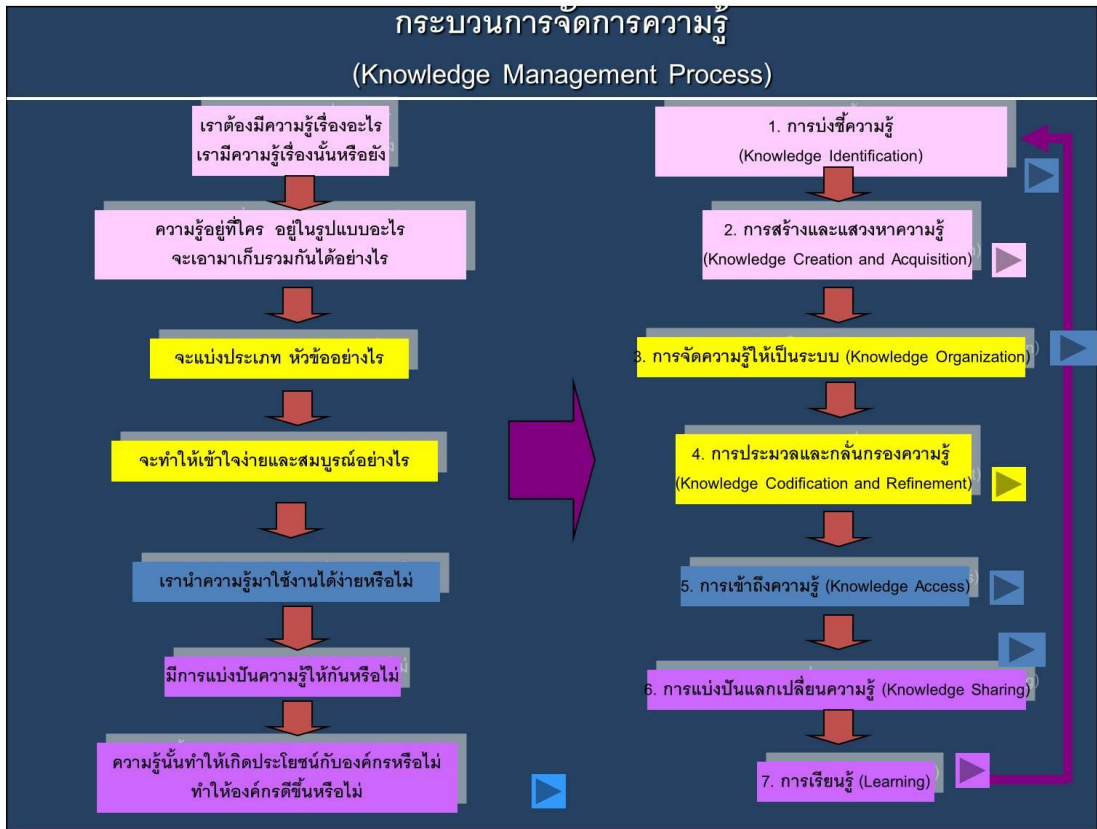 กระบวนการจัดการความรู้
(Knowledge Management Process)
เราต้องมีความรู้เรื่องอะไร
เรามีความรู้เรื่องนั้นหรือยัง
ความรู้อยู่ที่ใคร อยู่ในรูปแบบอะไร
จะเอามาเก็บรวมกันได้อย่างไร
จะแบ่งประเภท หัวข้ออย่างไร
จะทำให้เข้าใจง่ายและสมบูรณ์อย่างไร
เรานำความรู้มาใช้งานได้ง่ายหรือไม่
มีการแบ่งปันความรู้ให้กันหรือไม่
ความรู้นั้นทำให้เกิดประโยชน์กับองค์กรหรือไม่
ทำให้องค์กรดีขึ้นหรือไม่
1. การบ่งชี้ความรู้
(Knowledge Identification)
2. การสร้างและแสวงหาความรู้
(Knowledge Creation and Acquisition)
3. การจัดความรู้ให้เป็นระบบ (Knowledge Organization)
4. การประมวลและกลั่นกรองความรู้
(Knowledge Codification and Refinement)
5. การเข้าถึงความรู้ (Knowledge Access)
6. การแบ่งปันแลกเปลี่ยนความรู้ (Knowledge Sharing)
7. การเรียนรู้ (Learning)